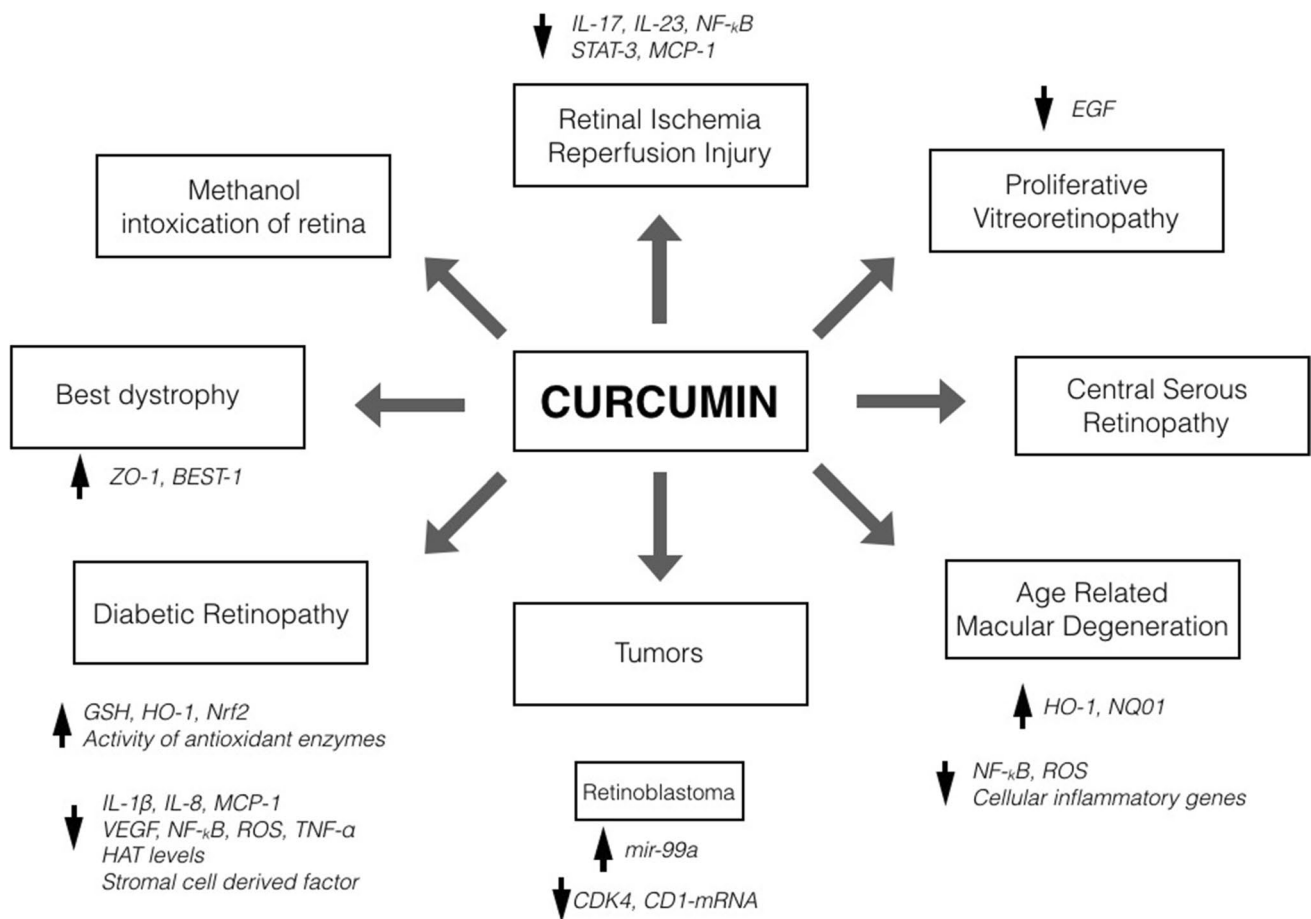 IL-17, IL-23, NF-kB
STAT-3, MCP-1
Retinal Ischemia
Reperfusion Injury
EGF
Proliferative
Vitreoretinopathy
Methanol
intoxication of retina
Best dystrophy
ZO-1, BEST-1
CURCUMIN
Central Serous
Retinopathy
Diabetic Retinopathy
GSH, HO-1, Nrf2
Activity of antioxidant enzymes
IL-1β, IL-8, MCP-1
VEGF, NF-kB, ROS, TNF-α
HAT levels
Stromal cell derived factor
Tumors
Retinoblastoma
mir-99a
CDK4, CD1-mRNA
Age Related
Macular Degeneration
HO-1, NQ01
NF-kB, ROS
Cellular inflammatory genes